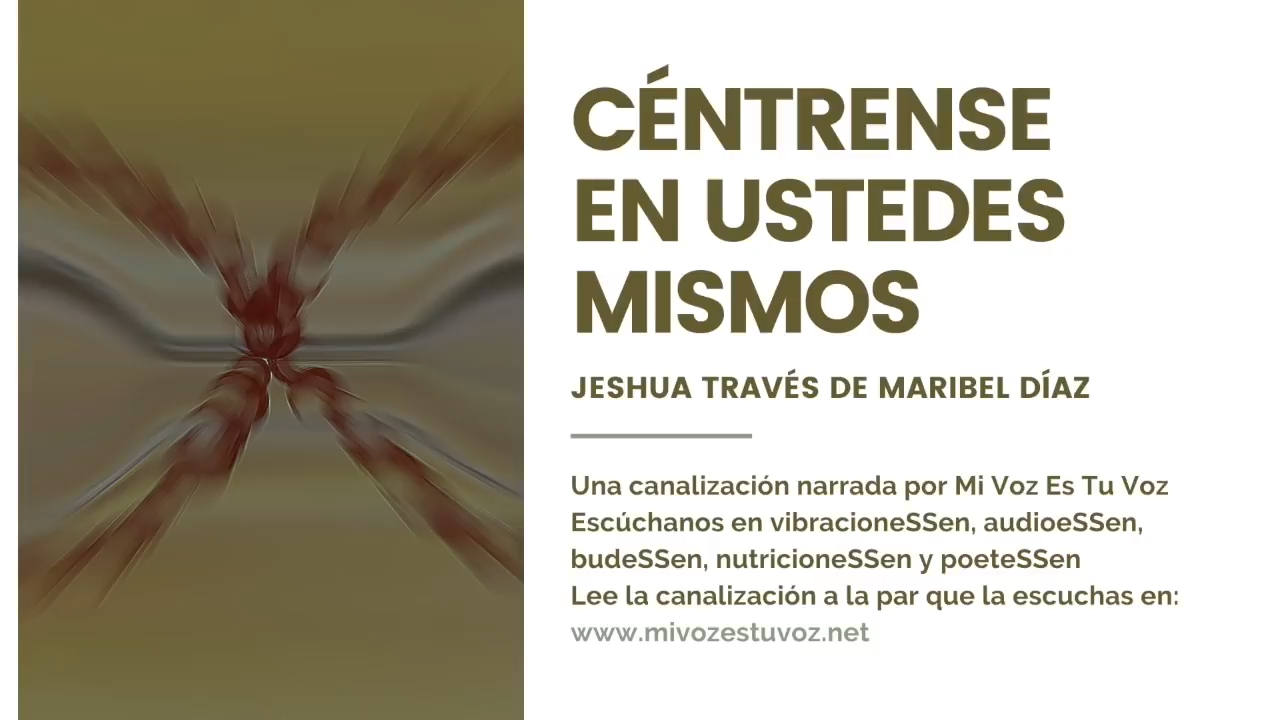 CÉNTRENSE
EN USTEDES
MISMOS
JESHUA TRAVÉS DE MARIBEL DÍAZ
Una canalización narrada por Mi Voz Es Tu Voz
Escúchanos en vibracioneSSen, audioeSSen,
budeSSen, nutricioneSSen y poeteSSen
Lee la canalización a la par que la escuchas en:
www.mivozestuvoz.net